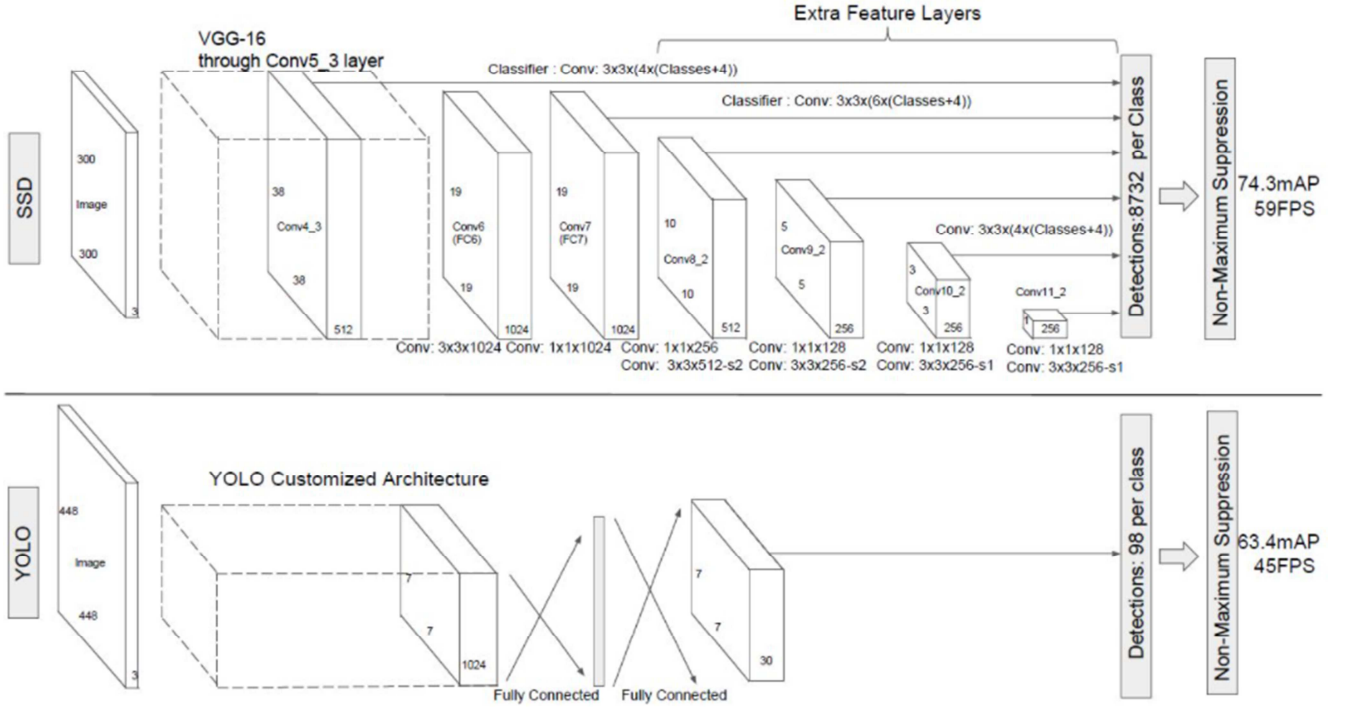 Extra Feature Layers
VGG-16
through Conv5_3 layer
Classifier : Conv: 3x3x(4x(Classes+4))
Classifier : Conv: 3x3x(6x(Classes+4))
SSD
300
Image
300
3
38
Conv4_3
38
512
19
Conv6
(FC6)
19
1024
19
Conv7
(FC7)
19
1024
10
Conv8_2
10
512
5
Conv9_2
5
256
Conv: 3x3x(4x(Classes+4))
3
Conv10_2
3
256
Conv11_2
1
256
Conv: 3x3x1024
Conv: 1x1x1024
Conv: 1x1x256
Conv: 3x3x512-s2
Conv: 1x1x128
Conv: 3x3x256-s2
Conv: 1x1x128
Conv: 3x3x256-s1
Conv: 1x1x128
Conv: 3x3x256-s1
Detections:8732 per Class
Non-Maximum Suppression
74.3mAP
59FPS
YOLO
448
Image
448
3
YOLO Customized Architecture
7
7
1024
Fully Connected
Fully Connected
7
7
30
Detections: 98 per class
Non-Maximum Suppression
63.4mAP
45FPS